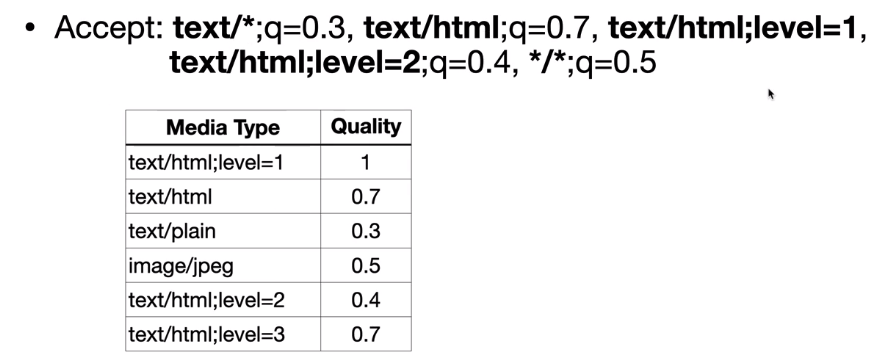 • Accept: text/*;q=0.3, text/html;q=0.7, text/html;level=1,
text/html;level=2;q=0.4, */*;q=0.5
Media Type Quality
text/html;level=1 1
text/html 0.7
text/plain 0.3
image/jpeg 0.5
text/html;level=2 0.4
text/html;level=3 0.7